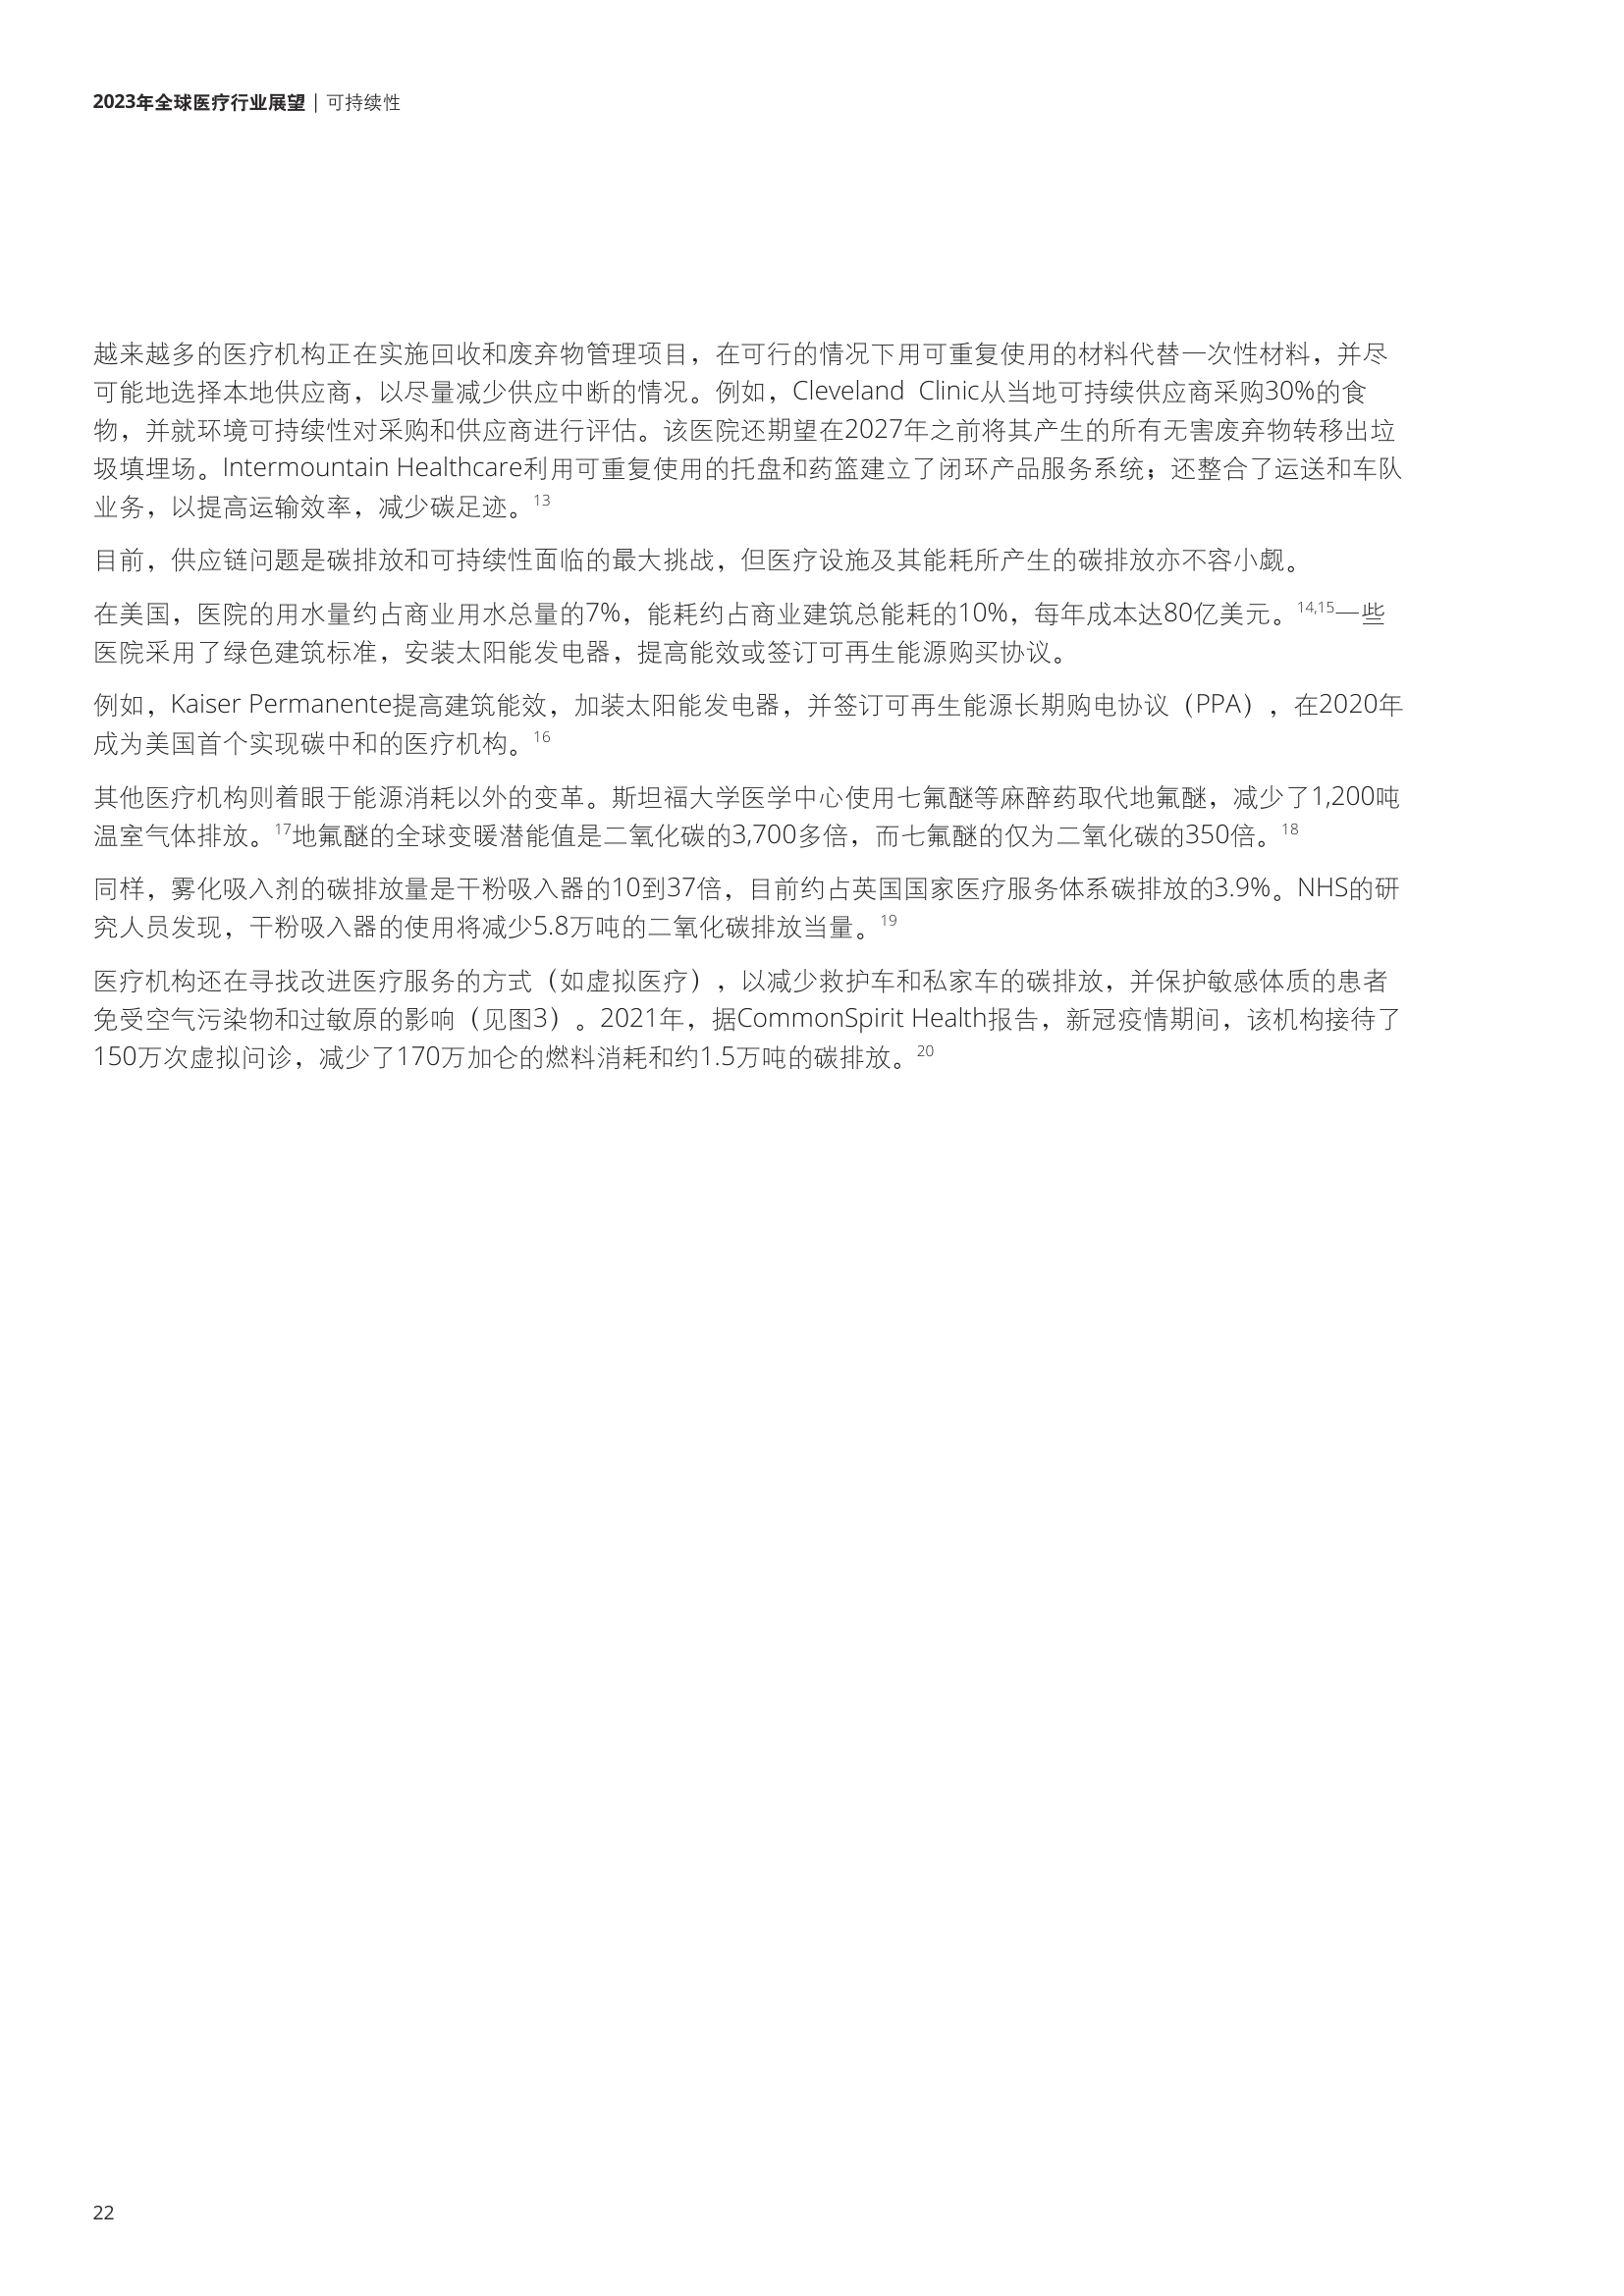 2023年全球医疗行业展望 | 可持续性
越来越多的医疗机构正在实施回收和废弃物管理项目，在可行的情况下用可重复使用的材料代替一次性材料，并尽
可能地选择本地供应商，以尽量减少供应中断的情况。例如，Cleveland Clinic从当地可持续供应商采购30%的食
物，并就环境可持续性对采购和供应商进行评估。该医院还期望在2027年之前将其产生的所有无害废弃物转移出垃
圾填埋场。Intermountain Healthcare利用可重复使用的托盘和药篮建立了闭环产品服务系统；还整合了运送和车队
业务，以提高运输效率，减少碳足迹。13
目前，供应链问题是碳排放和可持续性面临的最大挑战，但医疗设施及其能耗所产生的碳排放亦不容小觑。
在美国，医院的用水量约占商业用水总量的7%，能耗约占商业建筑总能耗的10%，每年成本达80亿美元。14,15一些
医院采用了绿色建筑标准，安装太阳能发电器，提高能效或签订可再生能源购买协议。
例如，Kaiser Permanente提高建筑能效，加装太阳能发电器，并签订可再生能源长期购电协议（PPA），在2020年
成为美国首个实现碳中和的医疗机构。16
其他医疗机构则着眼于能源消耗以外的变革。斯坦福大学医学中心使用七氟醚等麻醉药取代地氟醚，减少了1,200吨
温室气体排放。17地氟醚的全球变暖潜能值是二氧化碳的3,700多倍，而七氟醚的仅为二氧化碳的350倍。18
同样，雾化吸入剂的碳排放量是干粉吸入器的10到37倍，目前约占英国国家医疗服务体系碳排放的3.9%。NHS的研
究人员发现，干粉吸入器的使用将减少5.8万吨的二氧化碳排放当量。19
医疗机构还在寻找改进医疗服务的方式（如虚拟医疗），以减少救护车和私家车的碳排放，并保护敏感体质的患者
免受空气污染物和过敏原的影响（见图3）。2021年，据CommonSpirit Health报告，新冠疫情期间，该机构接待了
150万次虚拟问诊，减少了170万加仑的燃料消耗和约1.5万吨的碳排放。20
22